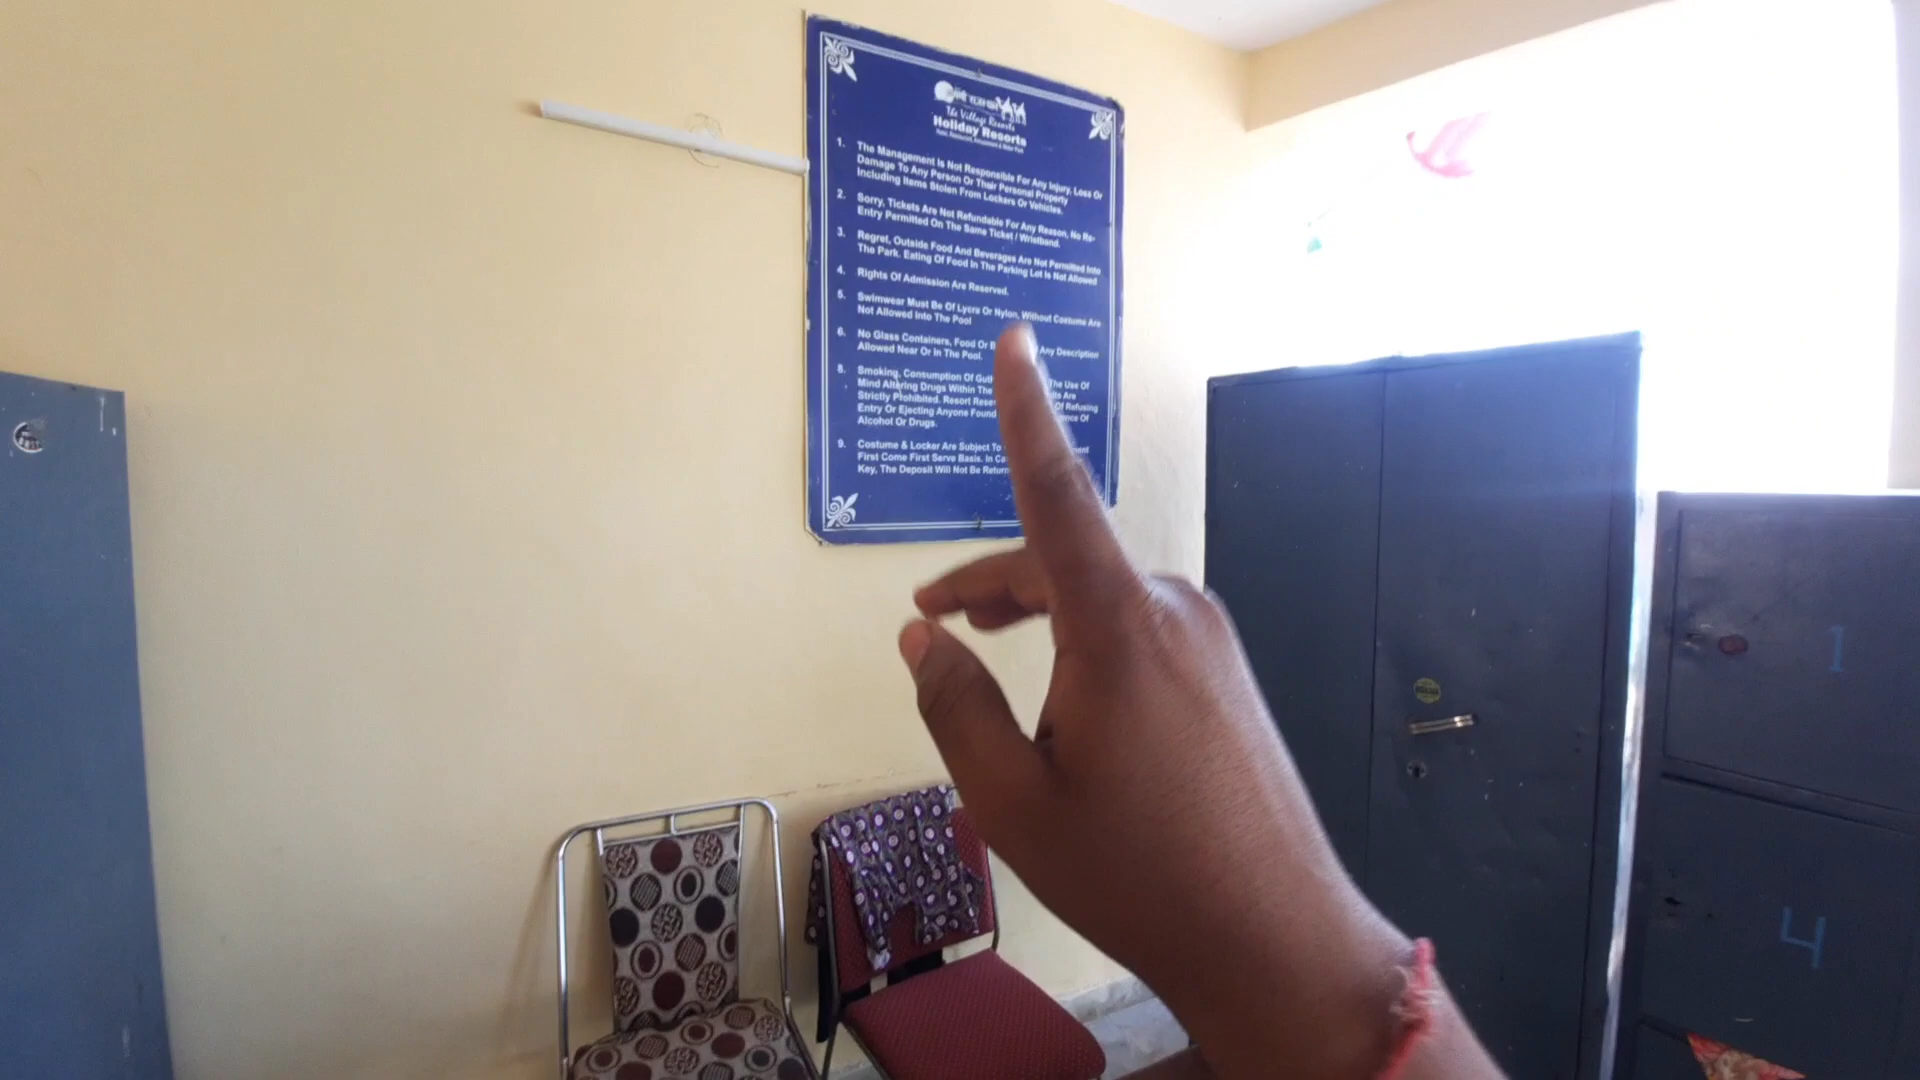 The Village Resorts
Holiday Resorts
Hotel, Restaurant, Amusement & Water Park
1. The Management Is Not Responsible For Any Injury, Loss Or
Damage To Any Person Or Their Personal Property
Including Items Stolen From Lockers Or Vehicles.
2. Sorry, Tickets Are Not Refundable For Any Reason, No Re-
Entry Permitted On The Same Ticket / Wristband.
3. Regret, Outside Food And Beverages Are Not Permitted Into
The Park. Eating Of Food In The Parking Lot Is Not Allowed
4. Rights Of Admission Are Reserved.
5. Swimwear Must Be Of Lycra Or Nylon, Without Costume Are
Not Allowed Into The Pool
6. No Glass Containers, Food Or Any Description
Allowed Near Or In The Pool.
8. Smoking, Consumption Of The Use Of
Mind Altering Drugs Within The Are
Strictly Prohibited. Resort Of Refusing
Entry Or Ejecting Anyone Found Of
Alcohol Or Drugs.
9. Costume & Locker Are Subject To
First Come First Serve Basis. In
Key, The Deposit Will Not Be
1
4